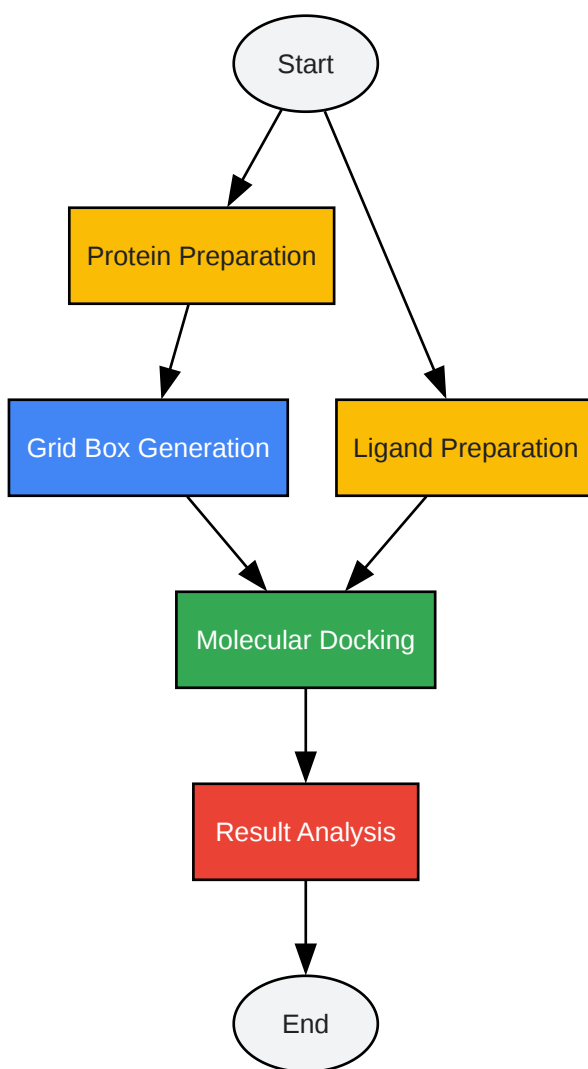 Start
Protein Preparation
Grid Box Generation
Ligand Preparation
Molecular Docking
Result Analysis
End